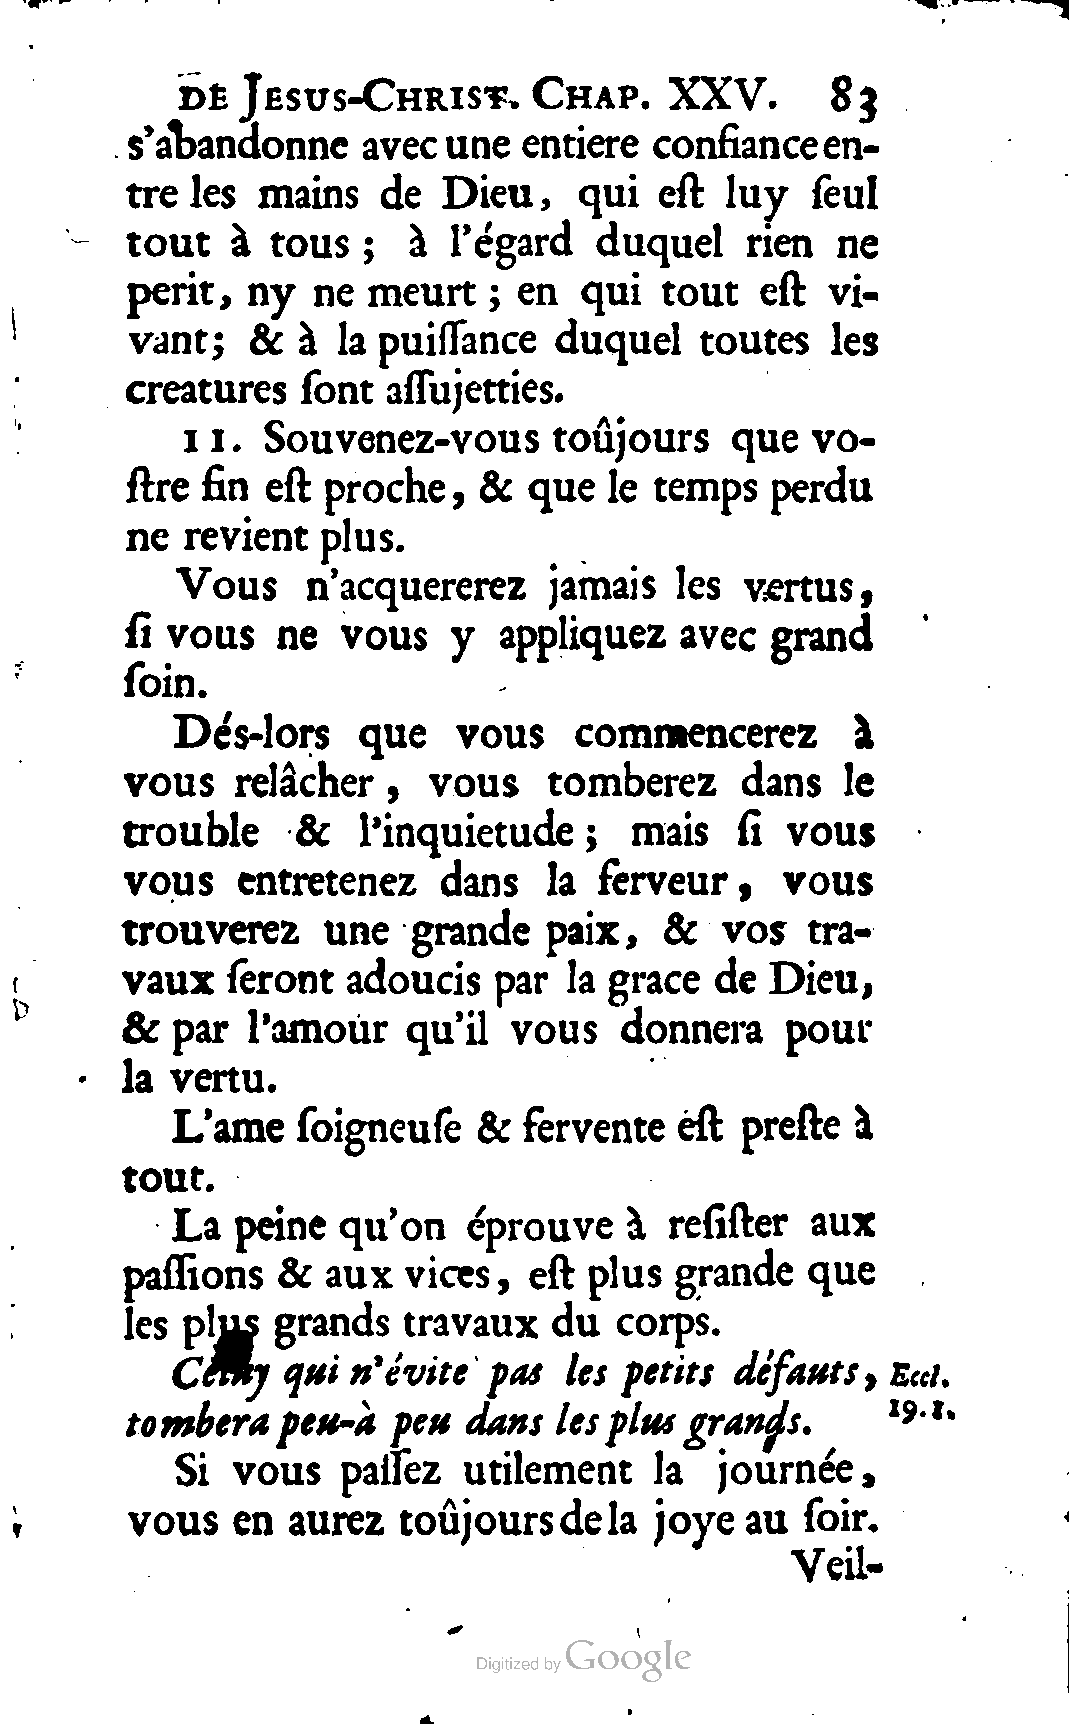 DE JESUS-CHRIST. CHAP. XXV. 83
s'abandonne avec une entiere confiance en-
tre les mains de Dieu, qui eſt luy ſeul
tout à tous ; à l'égard duquel rien ne
perit, ny ne meurt ; en qui tout eſt vi-
vant; & à la puiſſance duquel toutes les
creatures ſont aſſujetties.
11. Souvenez-vous toûjours que vo-
ſtre fin eſt proche, & que le temps perdu
ne revient plus.
Vous n'acquererez jamais les vertus,
ſi vous ne vous y appliquez avec grand
ſoin.
Dés-lors que vous commencerez à
vous relâcher, vous tomberez dans le
trouble & l'inquietude ; mais ſi vous
vous entretenez dans la ferveur, vous
trouverez une grande paix, & vos tra-
vaux ſeront adoucis par la grace de Dieu,
& par l'amour qu'il vous donnera pour
la vertu.
L'ame ſoigneuſe & fervente eſt preſte à
tout.
La peine qu'on éprouve à reſiſter aux
paſſions & aux vices, eſt plus grande que
les plus grands travaux du corps.
Celuy qui n'évite pas les petits défauts, Eccl.
tombera peu-à peu dans les plus grands. 19.1.
Si vous paſſez utilement la journée,
vous en aurez toûjours de la joye au ſoir.
Veil-
Digitized by Google